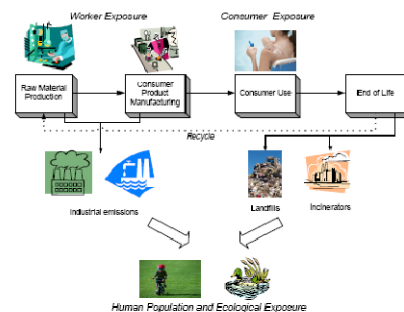 Worker Exposure
Consumer Exposure
Raw Material
Production
Consumer
Product
Manufacturing
Consumer Use
End of Life
Recycle
Industrial emissions
Landfills
Incinerators
Human Population and Ecological Exposure